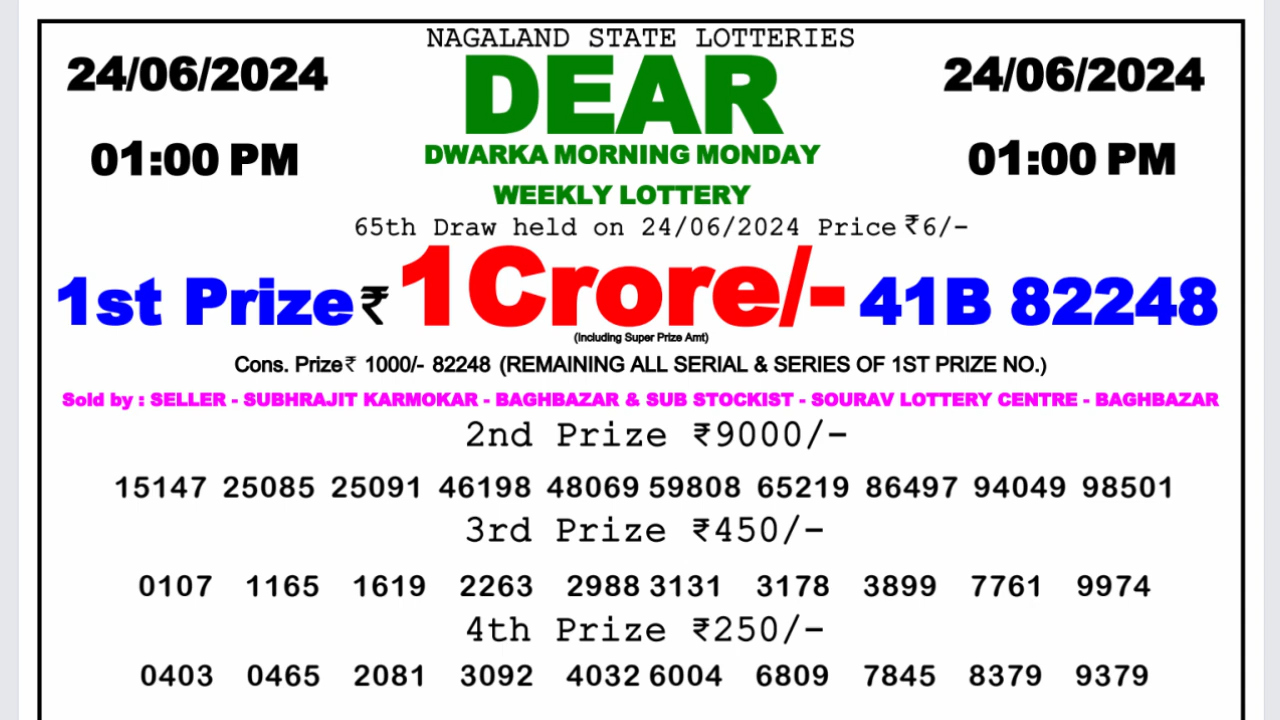 NAGALAND STATE LOTTERIES
24/06/2024 DEAR 24/06/2024
01:00 PM DWARKA MORNING MONDAY 01:00 PM
WEEKLY LOTTERY
65th Draw held on 24/06/2024 Price ₹6/-
1st Prize ₹ 1Crore/- 41B 82248
(Including Super Prize Amt)
Cons. Prize ₹ 1000/- 82248 (REMAINING ALL SERIAL & SERIES OF 1ST PRIZE NO.)
Sold by : SELLER - SUBHRAJIT KARMOKAR - BAGHBAZAR & SUB STOCKIST - SOURAV LOTTERY CENTRE - BAGHBAZAR
2nd Prize ₹9000/-
15147 25085 25091 46198 48069 59808 65219 86497 94049 98501
3rd Prize ₹450/-
0107 1165 1619 2263 2988 3131 3178 3899 7761 9974
4th Prize ₹250/-
0403 0465 2081 3092 4032 6004 6809 7845 8379 9379